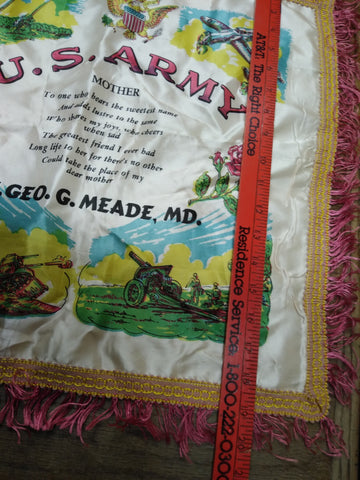 U.S. ARMY
MOTHER
To one who bears the sweetest name
And adds lustre to the same
Who shares my joys, who cheers
when sad
The greatest friend I ever had
Long life to her for there's no other
Could take the place of my
dear mother
GEO. G. MEADE, MD.
AT&T. The Right Choice
Residence Service: 1-800-222-0300